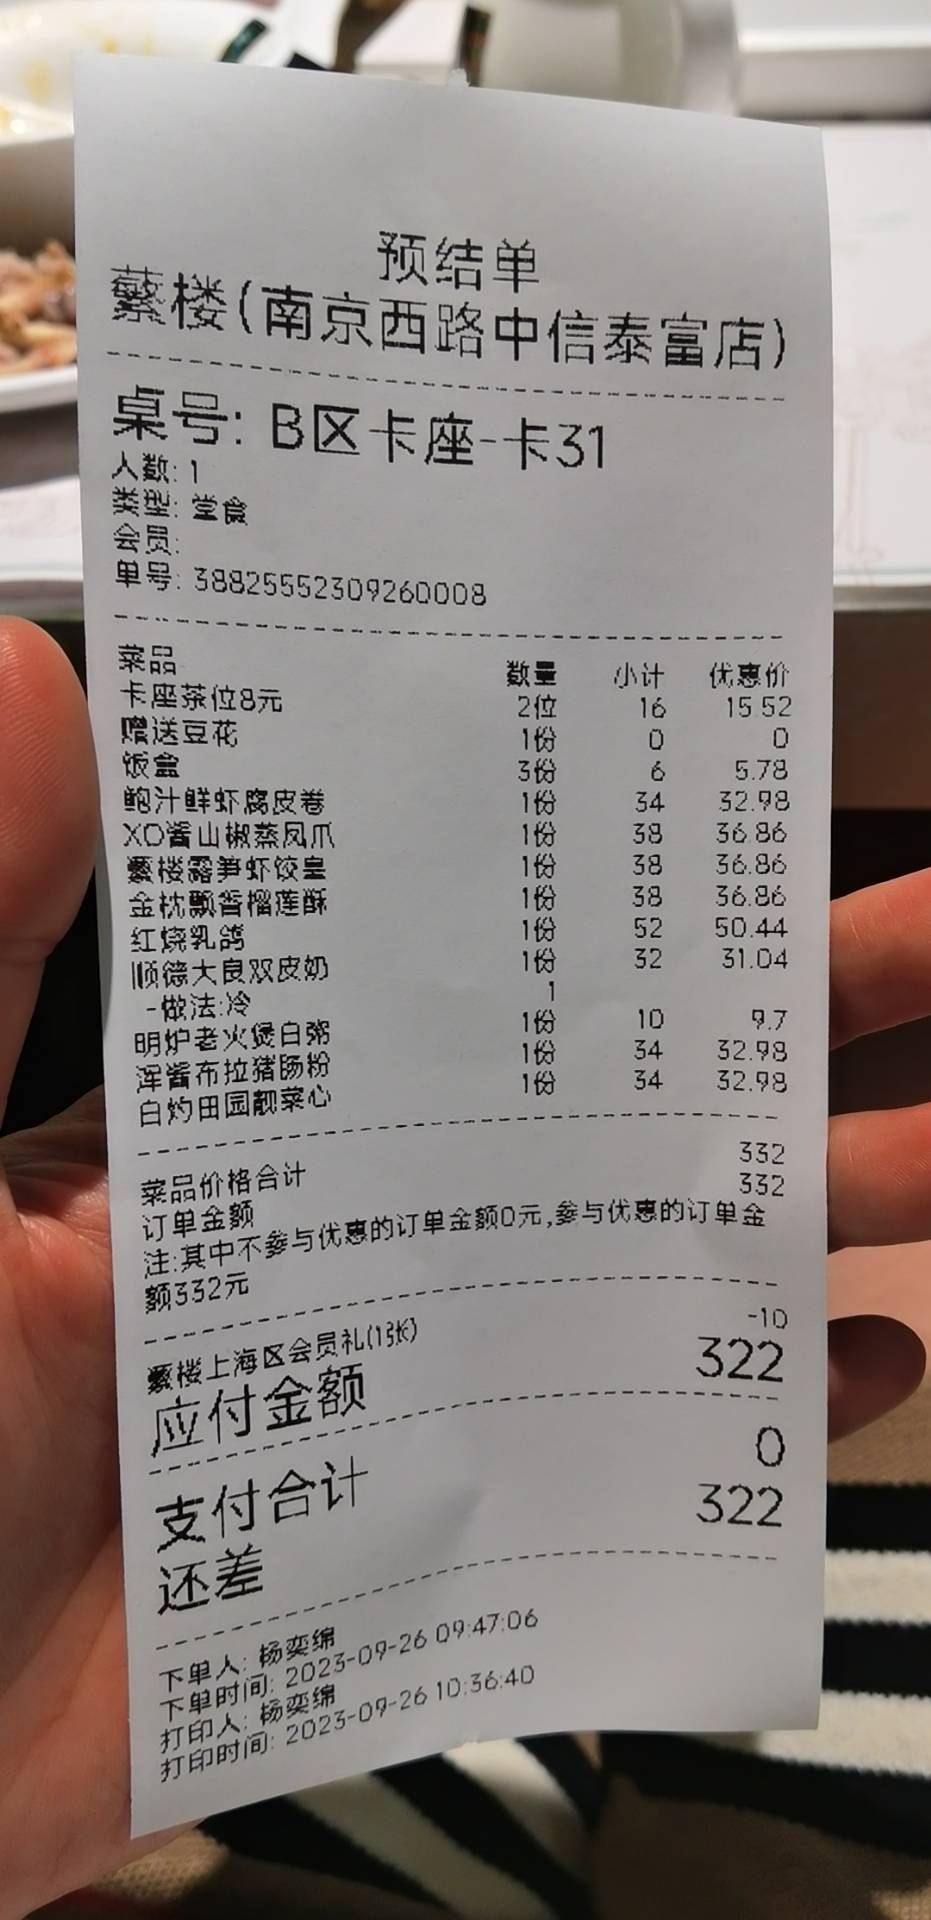 预结单
蘩楼(南京西路中信泰富店)
桌号: B区卡座-卡31
人数: 1
类型: 堂食
会员:
单号: 38825552309260008
菜品 数量 小计 优惠价
卡座茶位8元 2位 16 15.52
赠送豆花 1份 0 0
饭盒 3份 6 5.78
鲍汁鲜虾腐皮卷 1份 34 32.98
XO酱山椒蒸凤爪 1份 38 36.86
蘩楼露笋虾饺皇 1份 38 36.86
金枕飘香榴莲酥 1份 38 36.86
红烧乳鸽 1份 52 50.44
顺德大良双皮奶 1份 32 31.04
-做法:冷 1
明炉老火煲白粥 1份 10 9.7
浑酱布拉猪肠粉 1份 34 32.98
白灼田园靓菜心 1份 34 32.98
菜品价格合计 332
订单金额 332
注:其中不参与优惠的订单金额0元,参与优惠的订单金
额332元
蘩楼上海区会员礼(1张) -10
应付金额 322
支付合计 0
还差 322
下单人: 杨奕绵
下单时间: 2023-09-26 09:47:06
打印人: 杨奕绵
打印时间: 2023-09-26 10:36:40